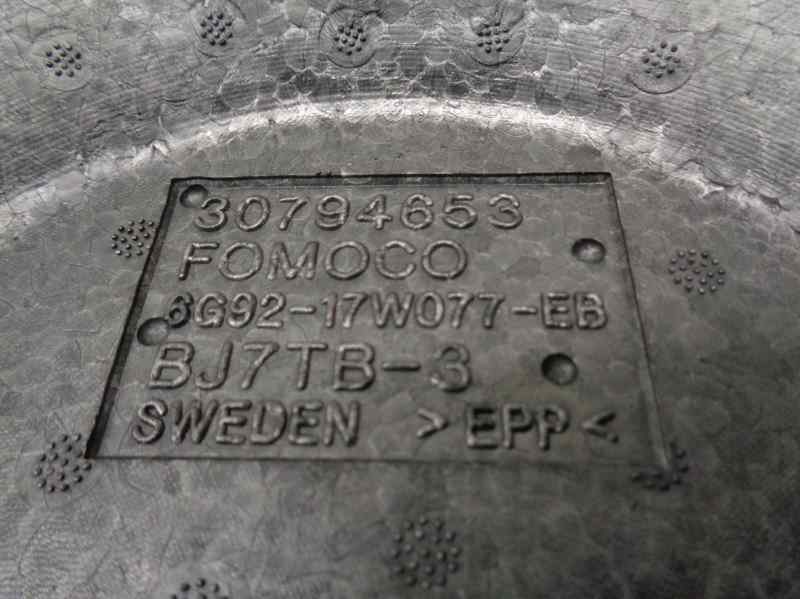 30794653
FOMOCO
6G92-17W077-EB
BJ7TB-3
SWEDEN >EPP<